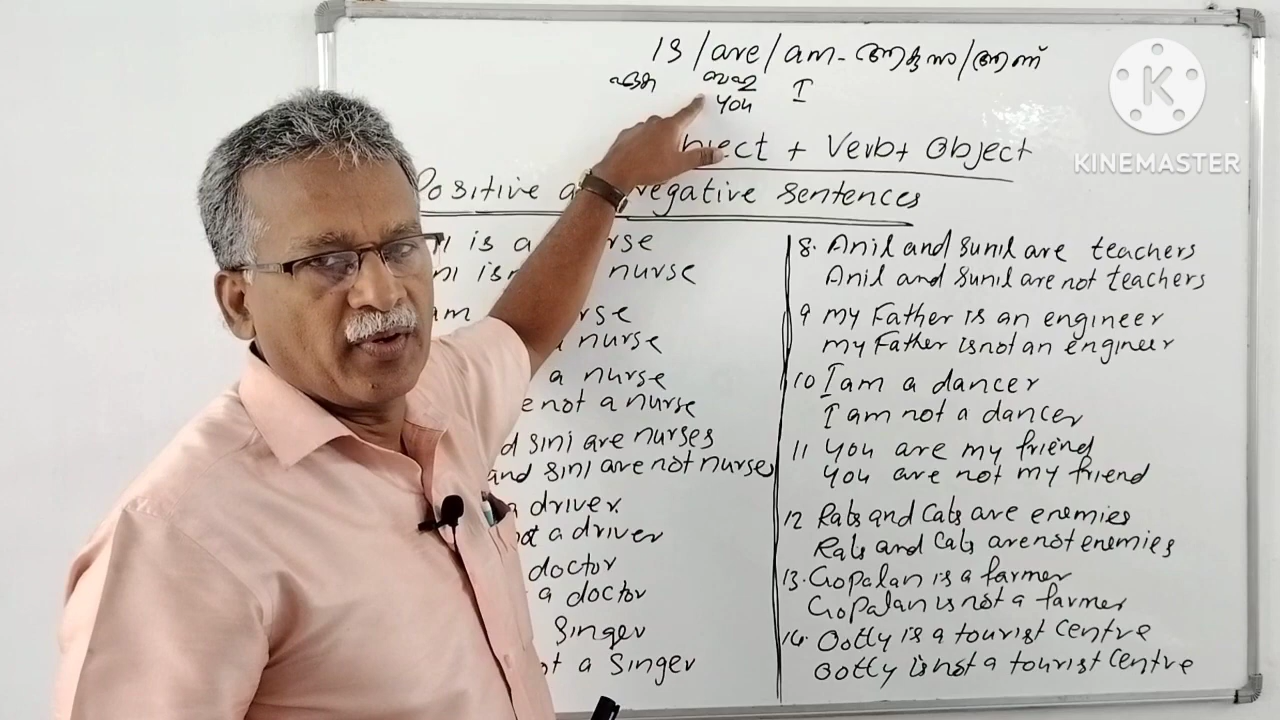 Is / are / am - ആകുന്നു / ആണ്
ഏക ബഹു I
You
bject + Verb + Object
Positive a negative sentences
is a rse
is nurse
am rse
nurse
a nurse
e not a nurse
d sini are nurses
and sini are not nurses
a driver.
not a driver
doctor
a doctor
Singer
ot a Singer
8. Anil and sunil are teachers
Anil and sunil are not teachers
9 my Father is an engineer
my Father is not an engineer
10 I am a dancer
I am not a dancer
11 You are my friend
You are not my friend
12 Rats and Cats are enemies
Rats and Cats are not enemies
13. Gopalan is a farmer
Gopalan is not a farmer
14. Ootty is a tourist Centre
Ootty is not a tourist Centre
K
KINEMASTER